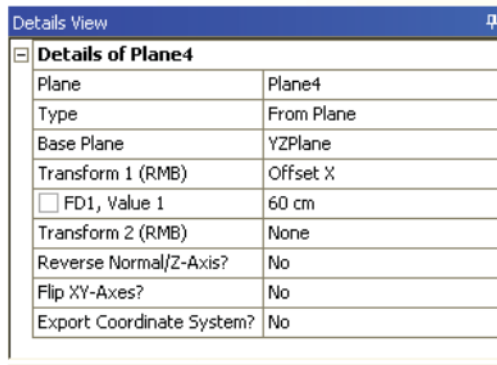 Details View
Details of Plane4
Plane Plane4
Type From Plane
Base Plane YZPlane
Transform 1 (RMB) Offset X
FD1, Value 1 60 cm
Transform 2 (RMB) None
Reverse Normal/Z-Axis? No
Flip XY-Axes? No
Export Coordinate System? No